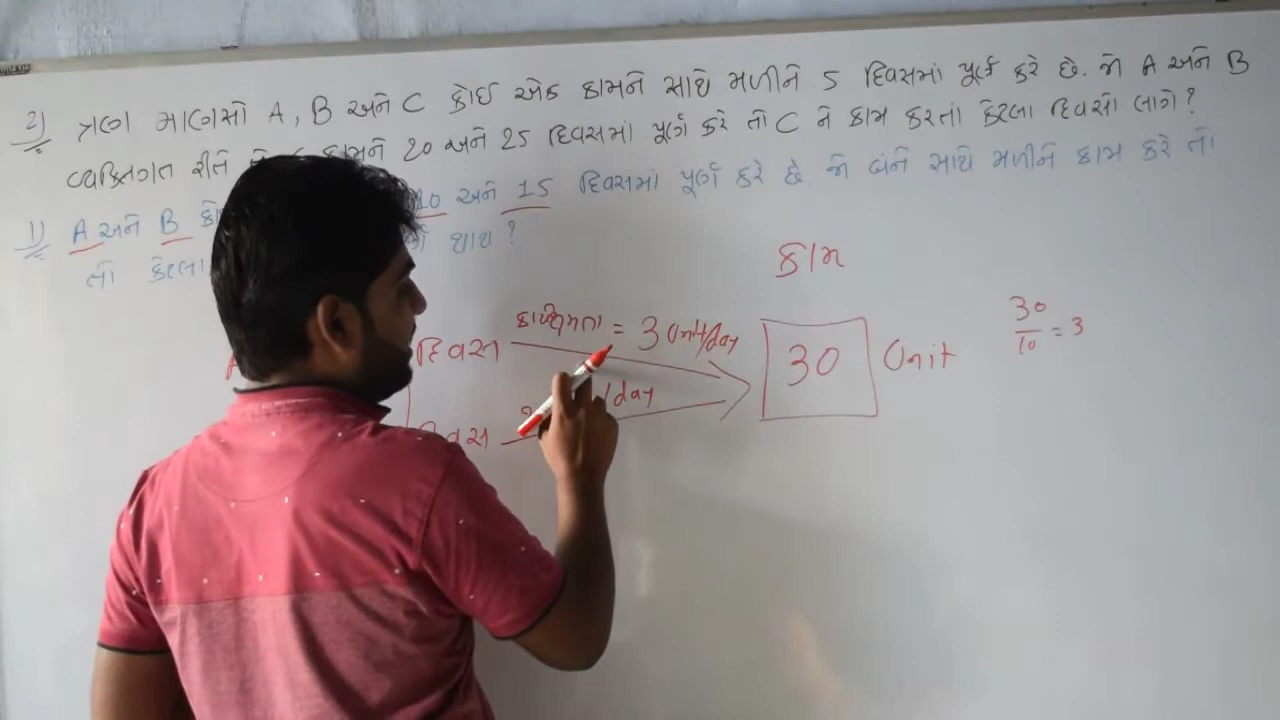 2) ત્રણ માણસો A, B અને C કોઈ એક કામને સાથે મળીને 5 દિવસમાં પૂર્ણ કરે છે. જો A અને B
વ્યક્તિગત રીતે કામને 20 અને 25 દિવસમાં પૂર્ણ કરે તો C ને કામ કરતાં કેટલા દિવસો લાગે?
1) A અને B 10 અને 15 દિવસમાં પૂર્ણ કરે છે. જો બંને સાથે મળીને કામ કરે તો
તો કેટલા થાય?
કામ
દિવસ કાર્યક્ષમતા = 3 Unit/day 30 Unit
30/10 = 3
/day